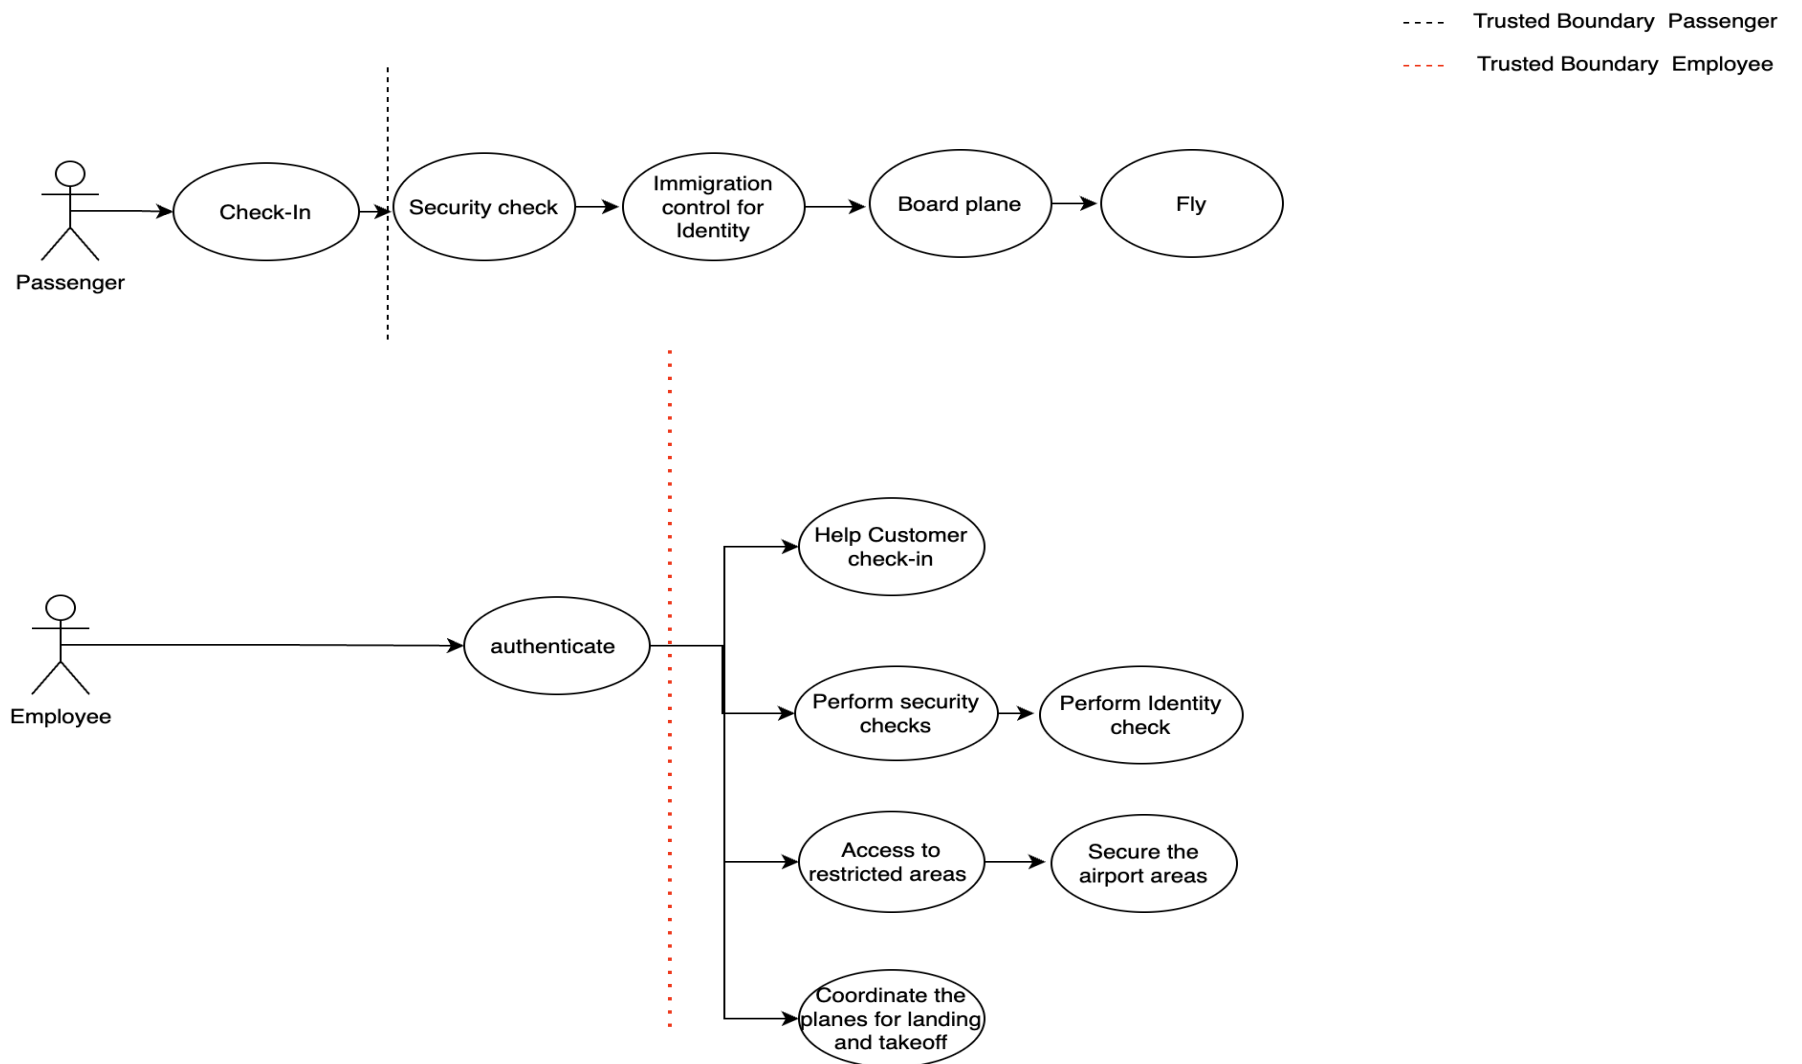 Trusted Boundary Passenger
Trusted Boundary Employee
Check-In
Security check
Immigration
control for
Identity
Board plane
Fly
Passenger
Help Customer
check-in
authenticate
Employee
Perform security
checks
Perform Identity
check
Access to
restricted areas
Secure the
airport areas
Coordinate the
planes for landing
and takeoff